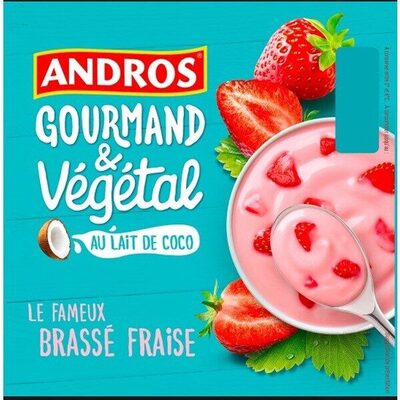 ANDROS
GOURMAND
&
Végétal
AU LAIT DE COCO
LE FAMEUX
BRASSÉ FRAISE